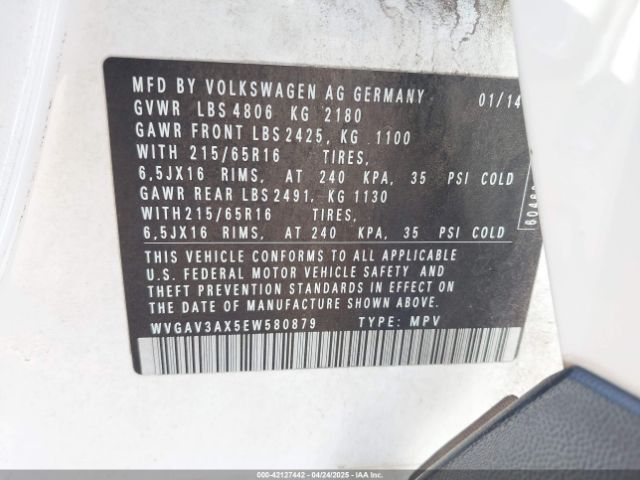 MFD BY VOLKSWAGEN AG GERMANY 01/14
GVWR LBS 4806 KG 2180
GAWR FRONT LBS 2425, KG 1100
WITH 215/65R16 TIRES,
6,5JX16 RIMS, AT 240 KPA, 35 PSI COLD
GAWR REAR LBS 2491, KG 1130
WITH215/65R16 TIRES,
6,5JX16 RIMS, AT 240 KPA, 35 PSI COLD
THIS VEHICLE CONFORMS TO ALL APPLICABLE
U.S. FEDERAL MOTOR VEHICLE SAFETY AND
THEFT PREVENTION STANDARDS IN EFFECT ON
THE DATE OF MANUFACTURE SHOWN ABOVE.
WVGAV3AX5EW580879 TYPE: MPV
000-42127442 - 04/24/2025 - IAA Inc.